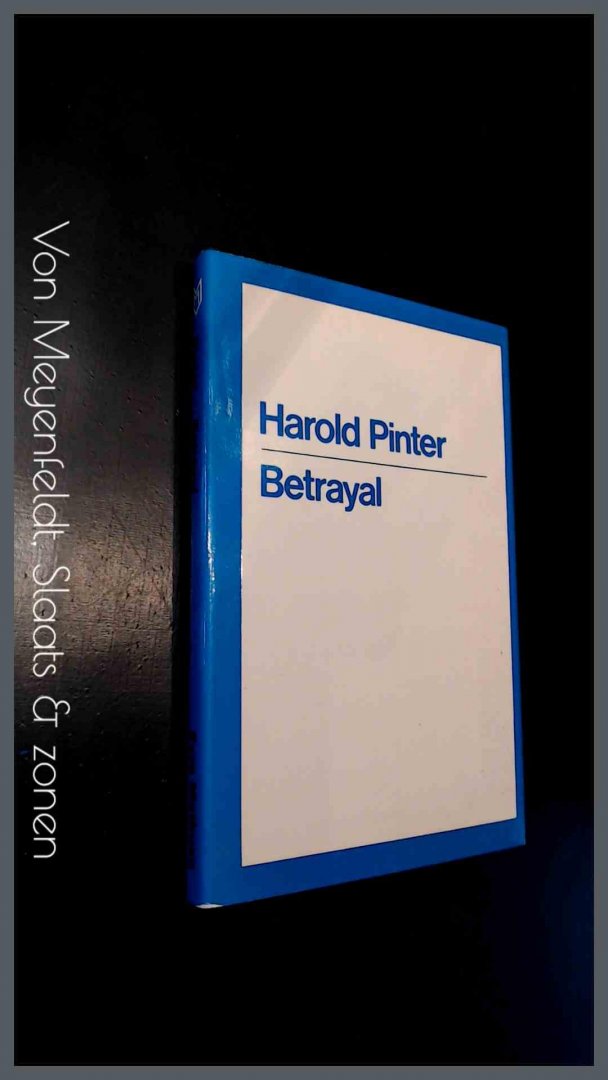 Von Meyenfeldt, Slaats & zonen
Harold Pinter
Betrayal